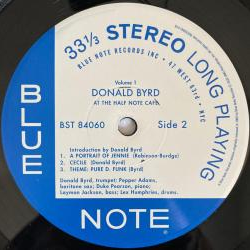 33 1/3 STEREO LONG PLAYING
BLUE NOTE RECORDS INC • 47 WEST 63rd • NYC
Volume 1
DONALD BYRD
AT THE HALF NOTE CAFE
BST 84060
Side 2
Introduction by Donald Byrd
1. A PORTRAIT OF JENNIE (Robinson-Burdge)
2. CECILE (Donald Byrd)
3. THEME: PURE D. FUNK (Byrd)
Donald Byrd, trumpet; Pepper Adams,
baritone sax; Duke Pearson, piano;
Laymon Jackson, bass; Lex Humphries, drums.
BLUE
NOTE